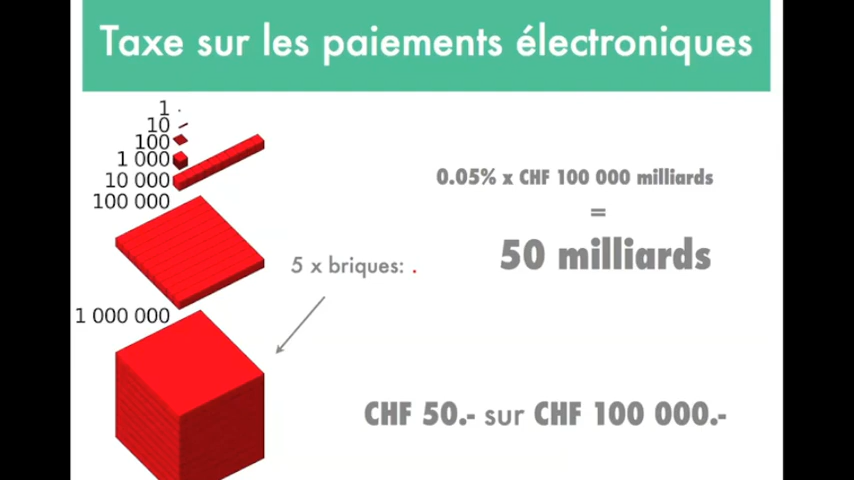 Taxe sur les paiements électroniques
1
10
100
1 000
10 000
100 000
1 000 000
5 x briques: .
0.05% x CHF 100 000 milliards
=
50 milliards
CHF 50.- sur CHF 100 000.-